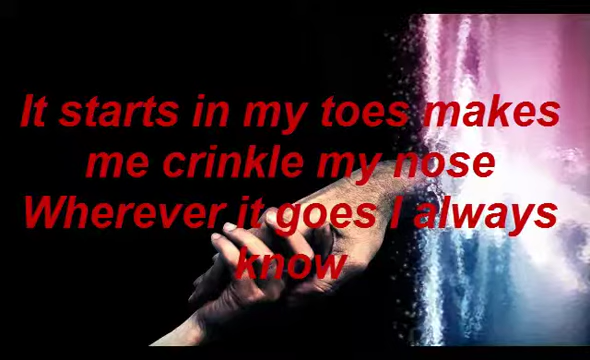 It starts in my toes makes
me crinkle my nose
Wherever it goes I always
know